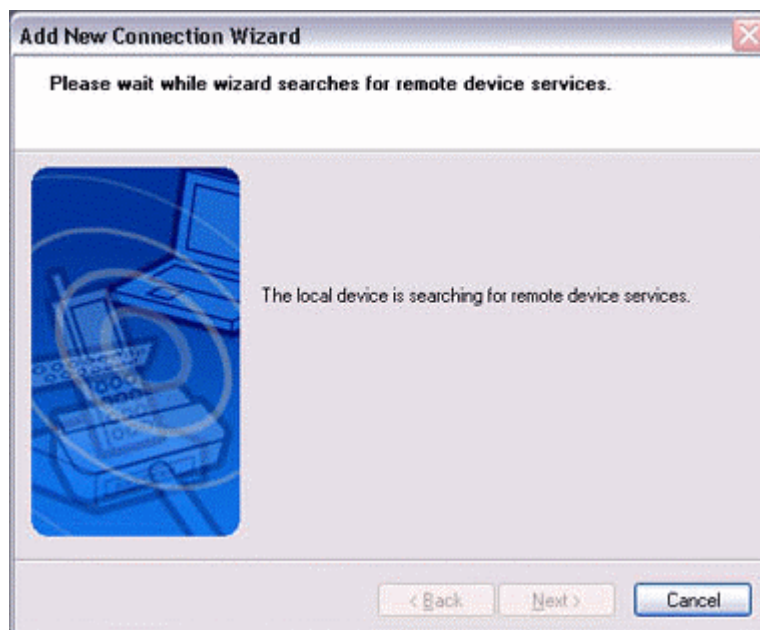 Add New Connection Wizard
Please wait while wizard searches for remote device services.
The local device is searching for remote device services.
< Back
Next >
Cancel